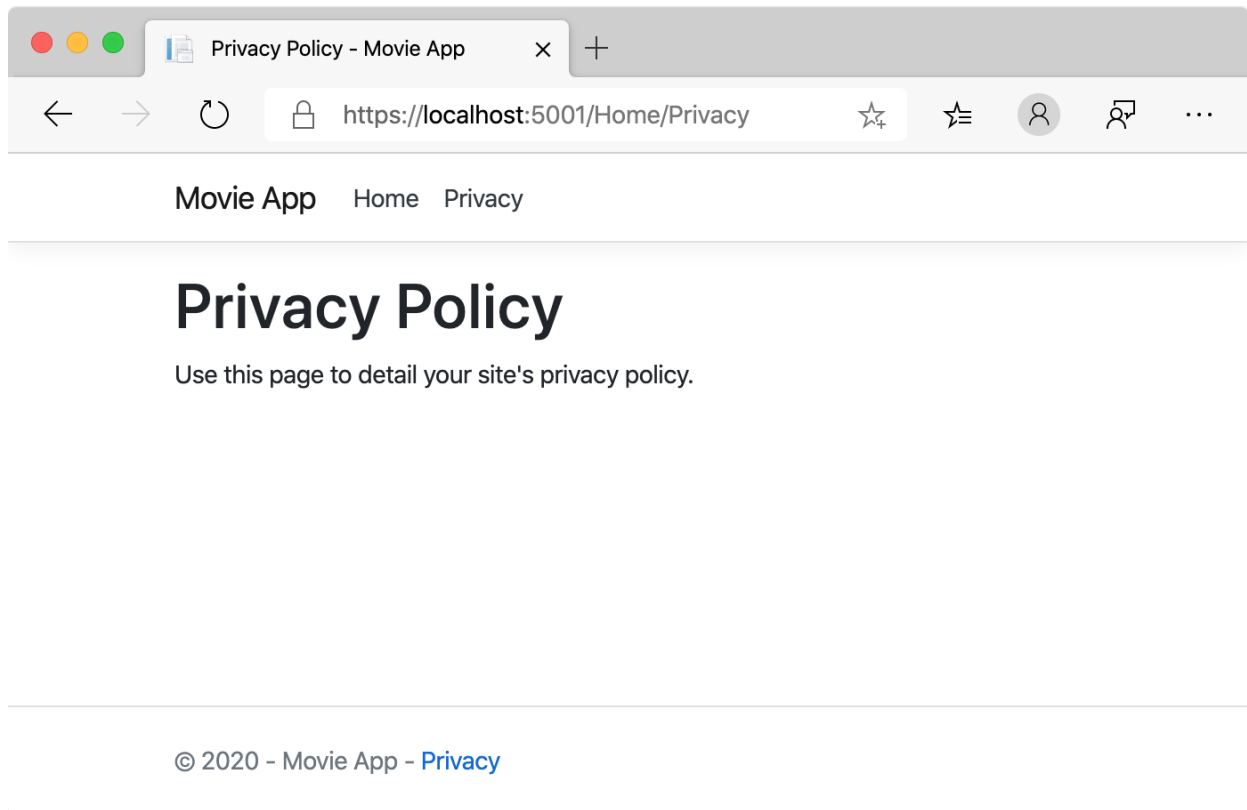 Privacy Policy - Movie App
https://localhost:5001/Home/Privacy
Movie App Home Privacy
Privacy Policy
Use this page to detail your site's privacy policy.
© 2020 - Movie App - Privacy